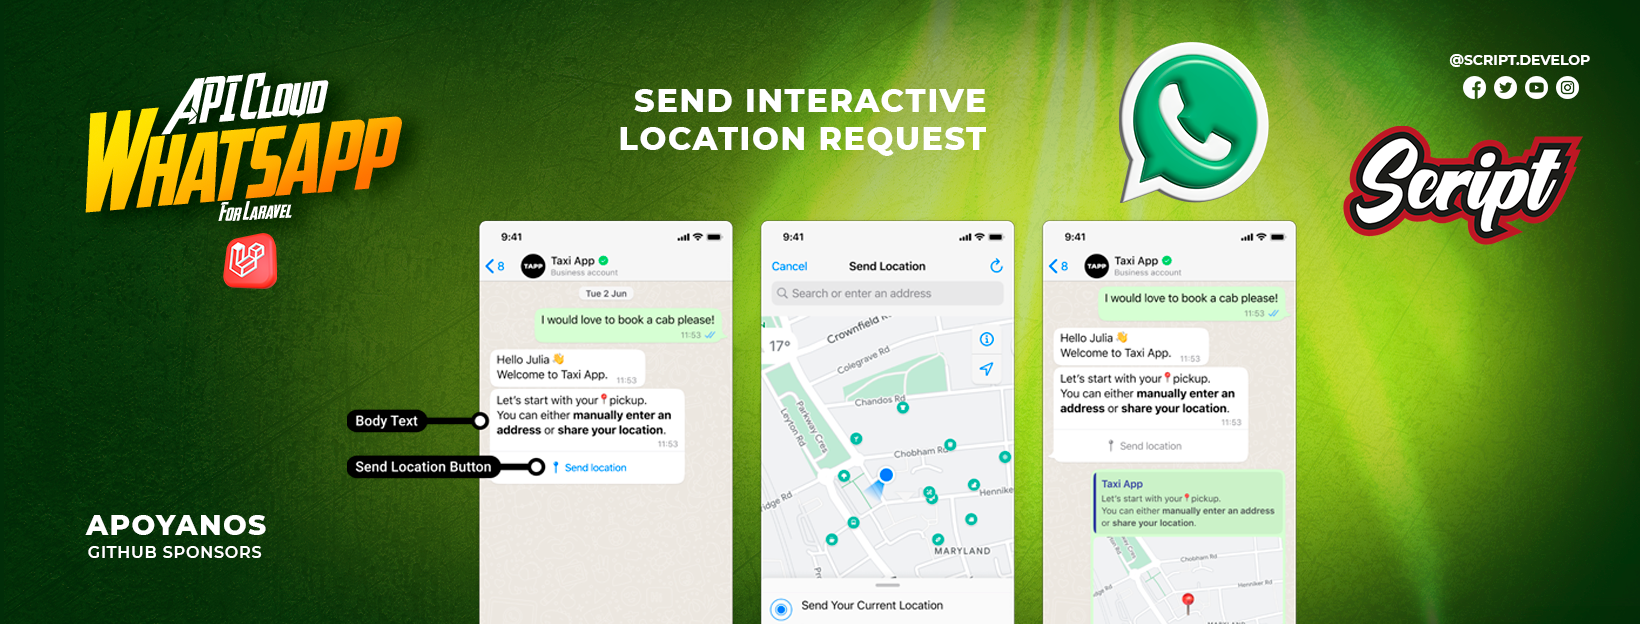 API CLOUD
WHATSAPP
FOR LARAVEL
SEND INTERACTIVE
LOCATION REQUEST
@SCRIPT.DEVELOP
Script
APOYANOS
GITHUB SPONSORS
Body Text
Send Location Button
9:41
8
TAPP
Taxi App
Business account
Tue 2 Jun
I would love to book a cab please!
11:53
Hello Julia 👋
Welcome to Taxi App.
11:53
Let's start with your📍pickup.
You can either manually enter an
address or share your location.
11:53
Send location
9:41
Cancel
Send Location
Search or enter an address
17°
Crownfield R
Colegrave Rd
Chandos Rd
Parkway Cres
Leyton Rd
Chobham Rd
Hennike
ridge Rd
MARYLAND
Send Your Current Location
9:41
8
TAPP
Taxi App
Business account
I would love to book a cab please!
11:53
Hello Julia 👋
Welcome to Taxi App.
11:53
Let's start with your📍pickup.
You can either manually enter an
address or share your location.
11:53
Send location
Taxi App
Let's start with your📍pickup.
You can either manually enter an address
or share your location.
Parkway Cres
Leyton Rd
Chobham Rd
Henniker Rd